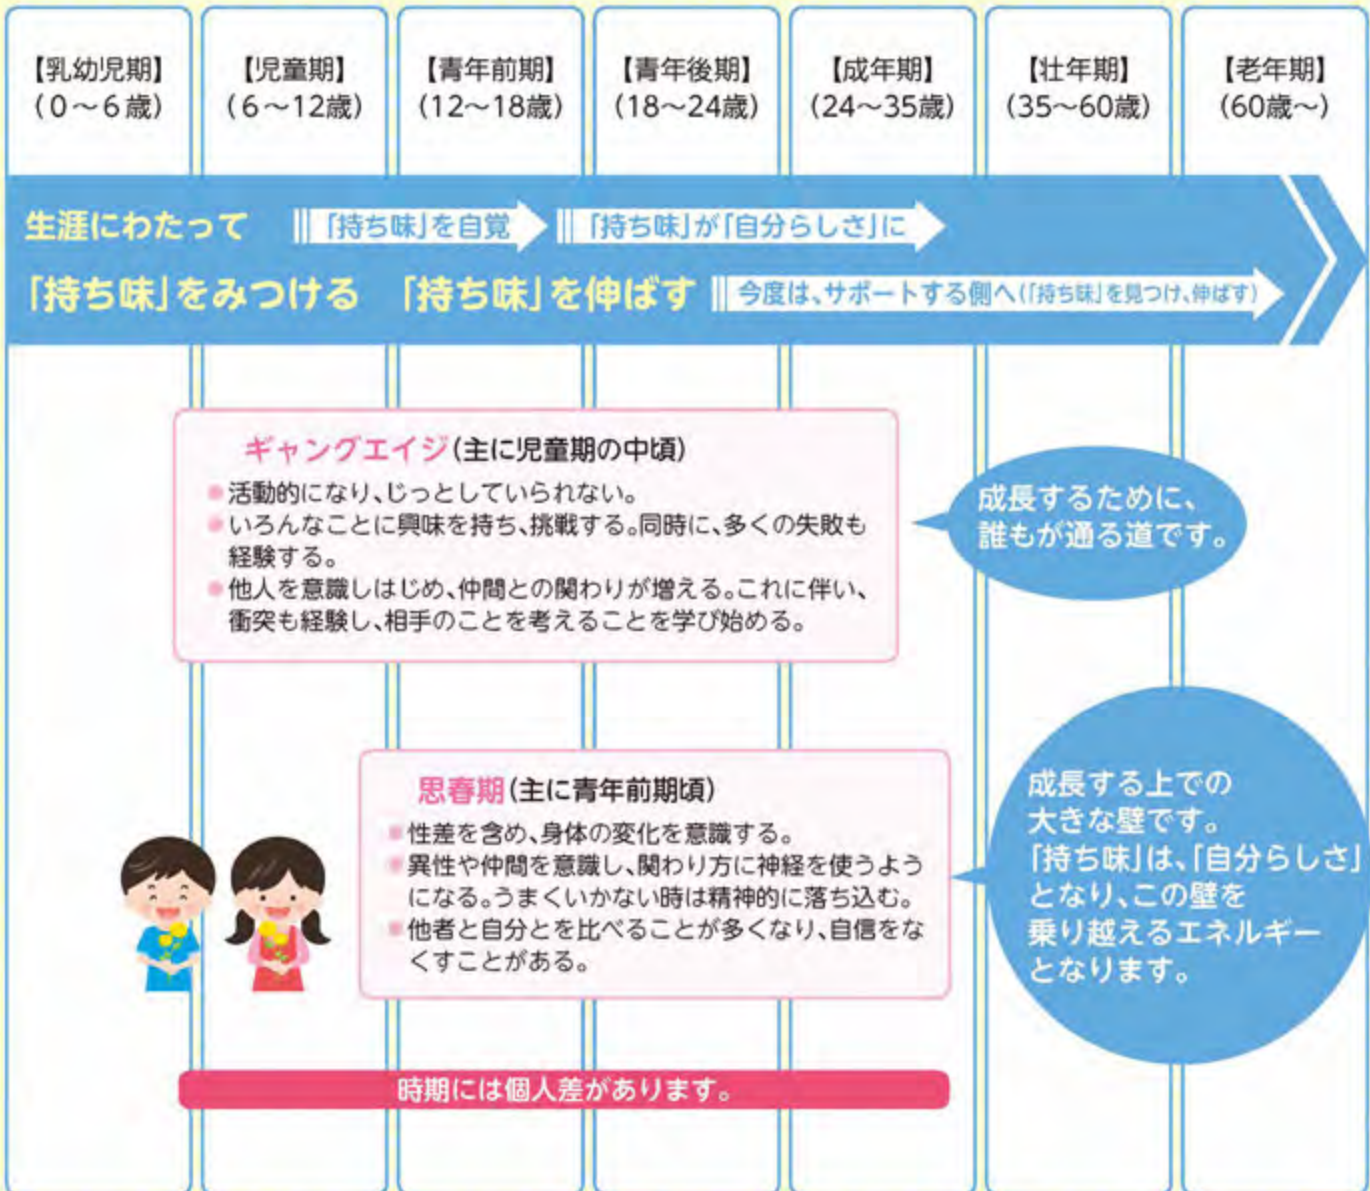 【乳幼児期】
(0～6歳)
【児童期】
(6～12歳)
【青年前期】
(12～18歳)
【青年後期】
(18～24歳)
【成年期】
(24～35歳)
【壮年期】
(35～60歳)
【老年期】
(60歳～)
生涯にわたって
「持ち味」を自覚
「持ち味」が「自分らしさ」に
「持ち味」をみつける 「持ち味」を伸ばす
今度は、サポートする側へ(「持ち味」を見つけ、伸ばす)
ギャングエイジ(主に児童期の中頃)
●活動的になり、じっとしていられない。
●いろんなことに興味を持ち、挑戦する。同時に、多くの失敗も
経験する。
●他人を意識しはじめ、仲間との関わりが増える。これに伴い、
衝突も経験し、相手のことを考えることを学び始める。
成長するために、
誰もが通る道です。
思春期(主に青年前期頃)
●性差を含め、身体の変化を意識する。
●異性や仲間を意識し、関わり方に神経を使うよう
になる。うまくいかない時は精神的に落ち込む。
●他者と自分とを比べることが多くなり、自信をな
くすことがある。
成長する上での
大きな壁です。
「持ち味」は、「自分らしさ」
となり、この壁を
乗り越えるエネルギー
となります。
時期には個人差があります。